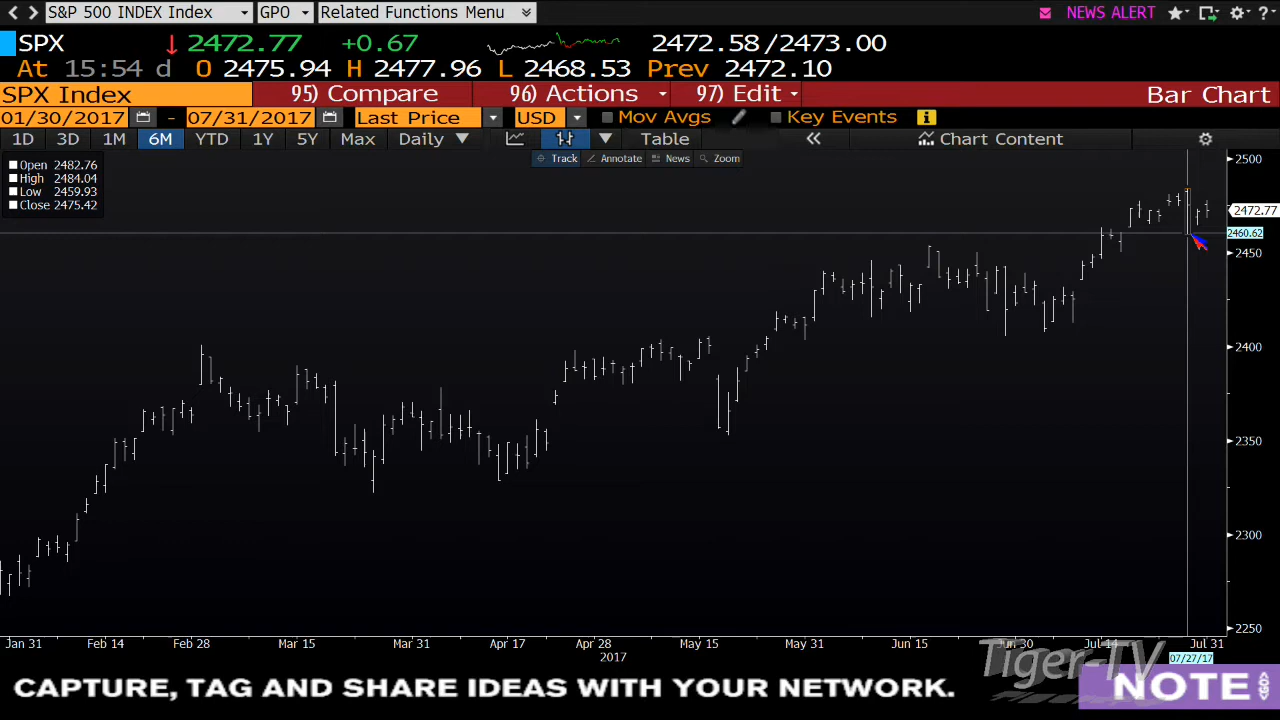 S&P 500 INDEX Index GPO Related Functions Menu NEWS ALERT ?
SPX 2472.77 +0.67 2472.58/2473.00
At 15:54 d O 2475.94 H 2477.96 L 2468.53 Prev 2472.10
SPX Index 95) Compare 96) Actions 97) Edit Bar Chart
01/30/2017 - 07/31/2017 Last Price USD Mov Avgs Key Events i
1D 3D 1M 6M YTD 1Y 5Y Max Daily Table « Chart Content
Track Annotate News Zoom
Open 2482.76
High 2484.04
Low 2459.93
Close 2475.42
2500
2472.77
2460.62
2450
2400
2350
2300
2250
Jan 31 Feb 14 Feb 28 Mar 15 Mar 31 Apr 17 Apr 28 May 15 May 31 Jun 15 Jun 30 Jul 14 Jul 31
2017
07/27/17
Tiger-TV
CAPTURE, TAG AND SHARE IDEAS WITH YOUR NETWORK. NOTE